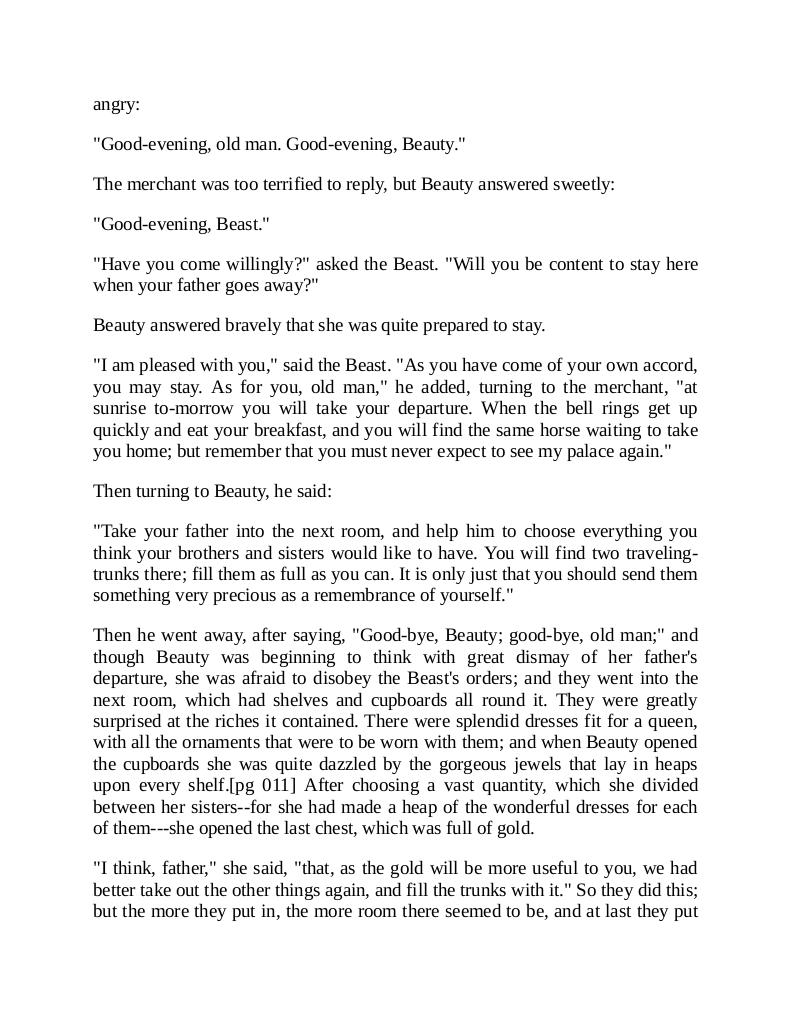 angry:
"Good-evening, old man. Good-evening, Beauty."
The merchant was too terrified to reply, but Beauty answered sweetly:
"Good-evening, Beast."
"Have you come willingly?" asked the Beast. "Will you be content to stay here
when your father goes away?"
Beauty answered bravely that she was quite prepared to stay.
"I am pleased with you," said the Beast. "As you have come of your own accord,
you may stay. As for you, old man," he added, turning to the merchant, "at
sunrise to-morrow you will take your departure. When the bell rings get up
quickly and eat your breakfast, and you will find the same horse waiting to take
you home; but remember that you must never expect to see my palace again."
Then turning to Beauty, he said:
"Take your father into the next room, and help him to choose everything you
think your brothers and sisters would like to have. You will find two traveling-
trunks there; fill them as full as you can. It is only just that you should send them
something very precious as a remembrance of yourself."
Then he went away, after saying, "Good-bye, Beauty; good-bye, old man;" and
though Beauty was beginning to think with great dismay of her father's
departure, she was afraid to disobey the Beast's orders; and they went into the
next room, which had shelves and cupboards all round it. They were greatly
surprised at the riches it contained. There were splendid dresses fit for a queen,
with all the ornaments that were to be worn with them; and when Beauty opened
the cupboards she was quite dazzled by the gorgeous jewels that lay in heaps
upon every shelf.[pg 011] After choosing a vast quantity, which she divided
between her sisters--for she had made a heap of the wonderful dresses for each
of them---she opened the last chest, which was full of gold.
"I think, father," she said, "that, as the gold will be more useful to you, we had
better take out the other things again, and fill the trunks with it." So they did this;
but the more they put in, the more room there seemed to be, and at last they put